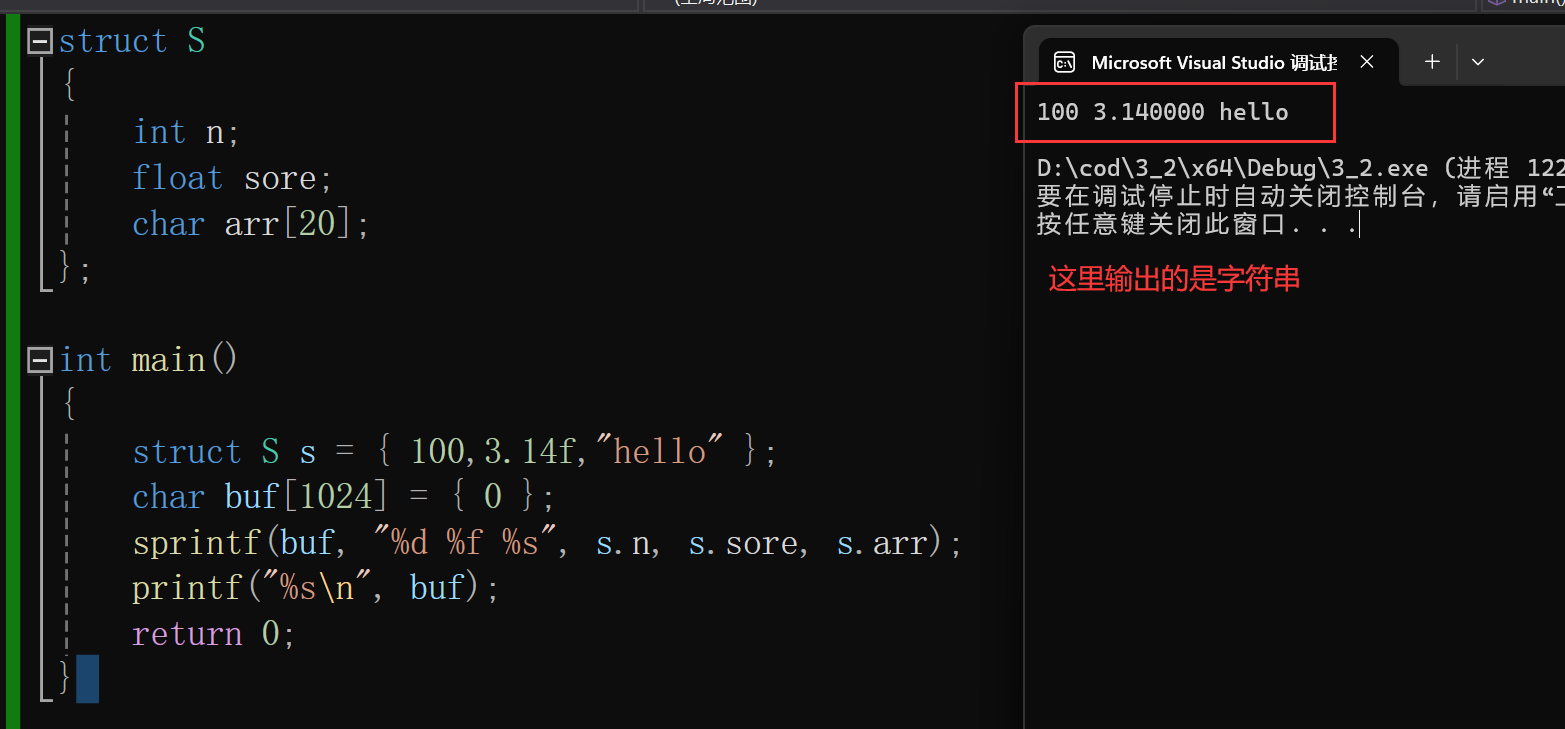 struct S
{
int n;
float sore;
char arr[20];
};
int main()
{
struct S s = { 100,3.14f,"hello" };
char buf[1024] = { 0 };
sprintf(buf, "%d %f %s", s.n, s.sore, s.arr);
printf("%s\n", buf);
return 0;
}
Microsoft Visual Studio 调试
100 3.140000 hello
D:\cod\3_2\x64\Debug\3_2.exe (进程 122
要在调试停止时自动关闭控制台, 请启用“
按任意键关闭此窗口. . .
这里输出的是字符串